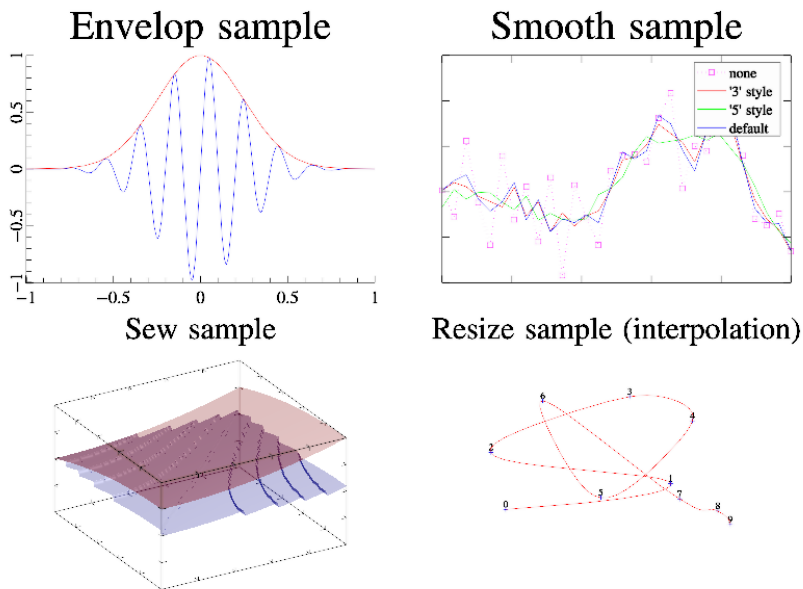 Envelop sample
Smooth sample
1
0.5
0
−0.5
−1
−1
−0.5
0
0.5
1
none
'3' style
'5' style
default
Sew sample
Resize sample (interpolation)
6
3
4
2
1
0
5
7
8
9